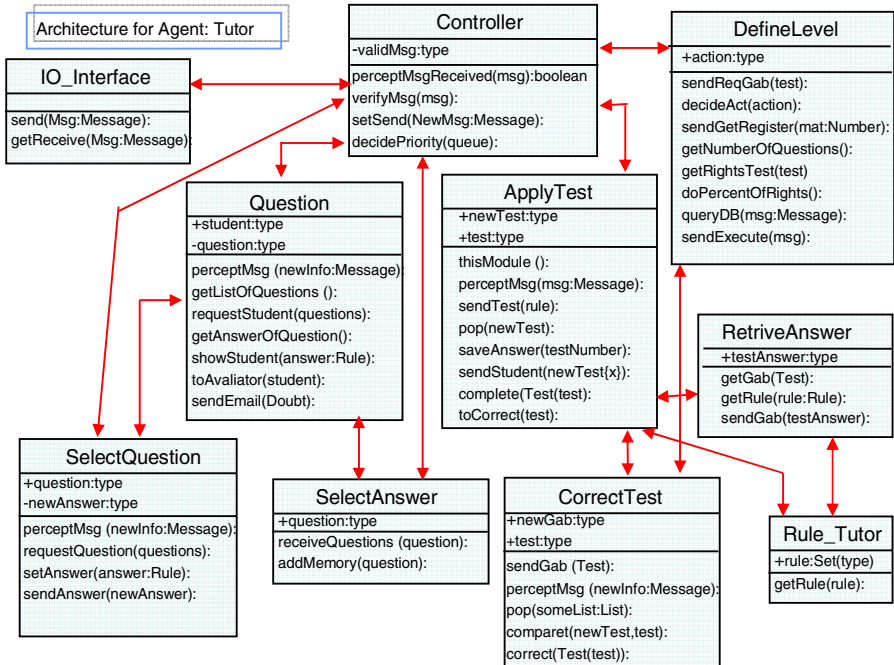 Architecture for Agent: Tutor
IO_Interface
send(Msg:Message):
getReceive(Msg:Message):
Controller
-validMsg:type
perceptMsgReceived(msg):boolean
verifyMsg(msg):
setSend(NewMsg:Message):
decidePriority(queue):
DefineLevel
+action:type
sendReqGab(test):
decideAct(action):
sendGetRegister(mat:Number):
getNumberOfQuestions():
getRightsTest(test)
doPercentOfRights():
queryDB(msg:Message):
sendExecute(msg):
Question
+student:type
-question:type
perceptMsg (newInfo:Message):
getListOfQuestions ():
requestStudent(questions):
getAnswerOfQuestion():
showStudent(answer:Rule):
toAvaliator(student):
sendEmail(Doubt):
ApplyTest
+newTest:type
+test:type
thisModule ():
perceptMsg(msg:Message):
sendTest(rule):
pop(newTest):
saveAnswer(testNumber):
sendStudent(newTest{x}):
complete(Test(test):
toCorrect(test):
RetriveAnswer
+testAnswer:type
getGab(Test):
getRule(rule:Rule):
sendGab(testAnswer):
SelectQuestion
+question:type
-newAnswer:type
perceptMsg (newInfo:Message):
requestQuestion(questions):
setAnswer(answer:Rule):
sendAnswer(newAnswer):
SelectAnswer
+question:type
receiveQuestions (question):
addMemory(question):
CorrectTest
+newGab:type
+test:type
sendGab (Test):
perceptMsg (newInfo:Message):
pop(someList:List):
comparet(newTest,test):
correct(Test(test)):
Rule_Tutor
+rule:Set(type)
getRule(rule):